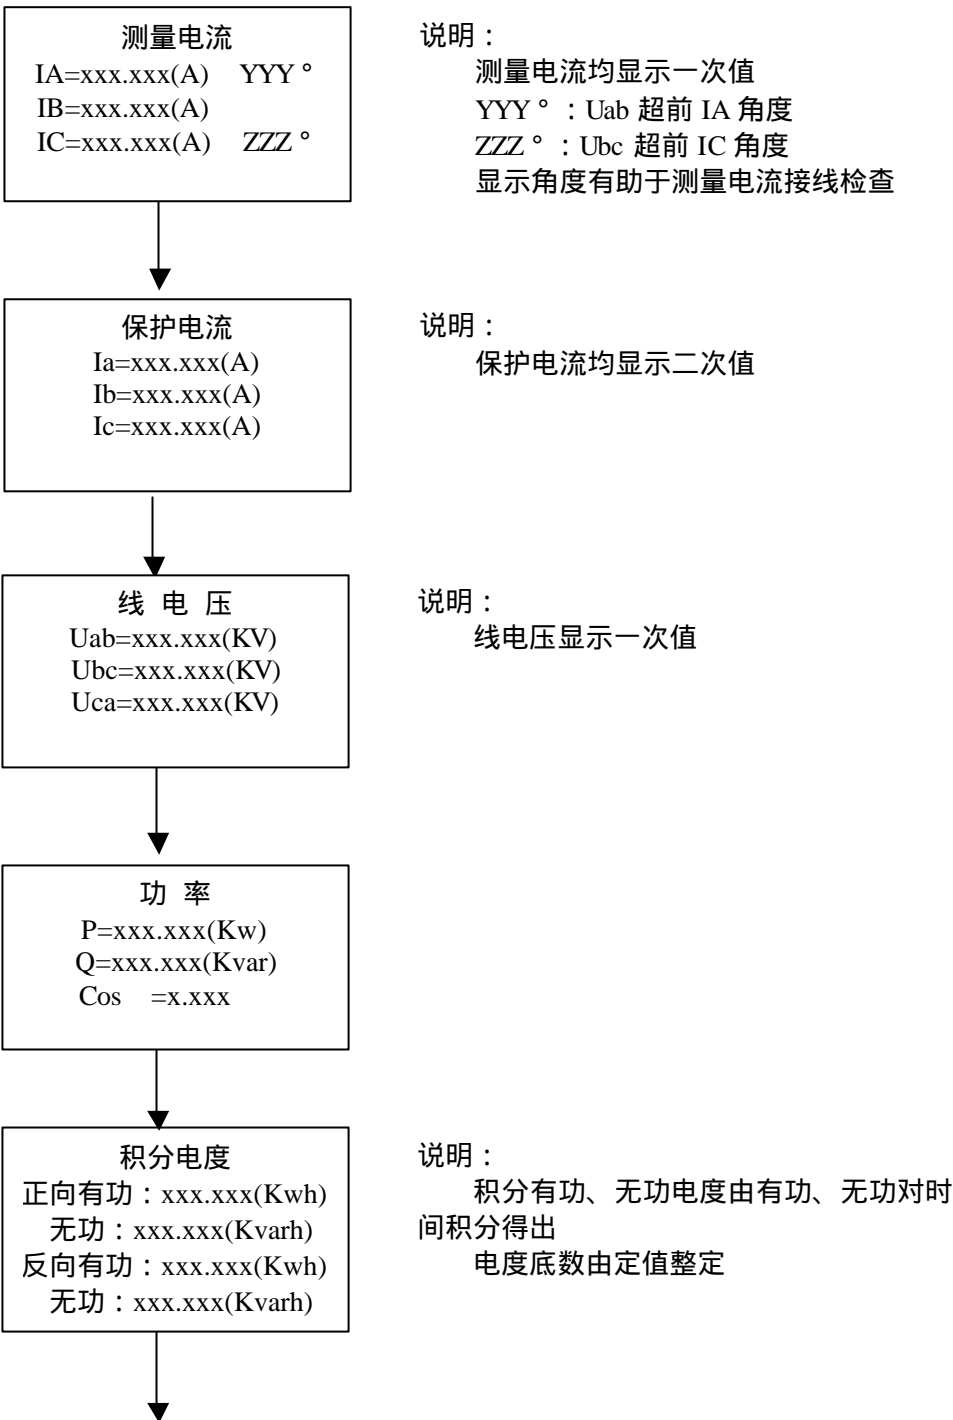 测量电流
IA=xxx.xxx(A) YYY°
IB=xxx.xxx(A)
IC=xxx.xxx(A) ZZZ°
说明：
测量电流均显示一次值
YYY°：Uab 超前 IA 角度
ZZZ°：Ubc 超前 IC 角度
显示角度有助于测量电流接线检查
保护电流
Ia=xxx.xxx(A)
Ib=xxx.xxx(A)
Ic=xxx.xxx(A)
说明：
保护电流均显示二次值
线 电 压
Uab=xxx.xxx(KV)
Ubc=xxx.xxx(KV)
Uca=xxx.xxx(KV)
说明：
线电压显示一次值
功 率
P=xxx.xxx(Kw)
Q=xxx.xxx(Kvar)
Cos =x.xxx
积分电度
正向有功：xxx.xxx(Kwh)
无功：xxx.xxx(Kvarh)
反向有功：xxx.xxx(Kwh)
无功：xxx.xxx(Kvarh)
说明：
积分有功、无功电度由有功、无功对时
间积分得出
电度底数由定值整定